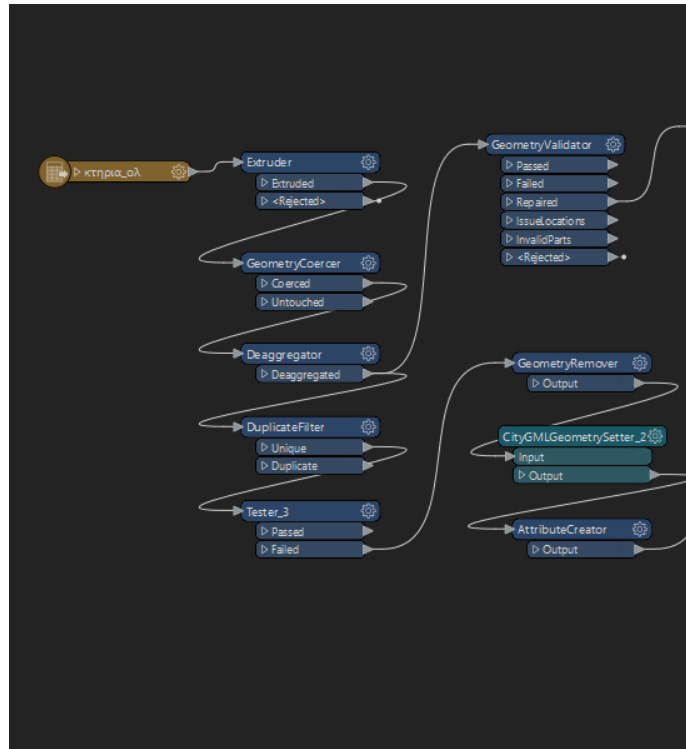 κτηρια_ολ
Extruder
Extruded
<Rejected>
GeometryCoercer
Coerced
Untouched
Deaggregator
Deaggregated
DuplicateFilter
Unique
Duplicate
Tester_3
Passed
Failed
GeometryValidator
Passed
Failed
Repaired
IssueLocations
InvalidParts
<Rejected>
GeometryRemover
Output
CityGMLGeometrySetter_2
Input
Output
AttributeCreator
Output